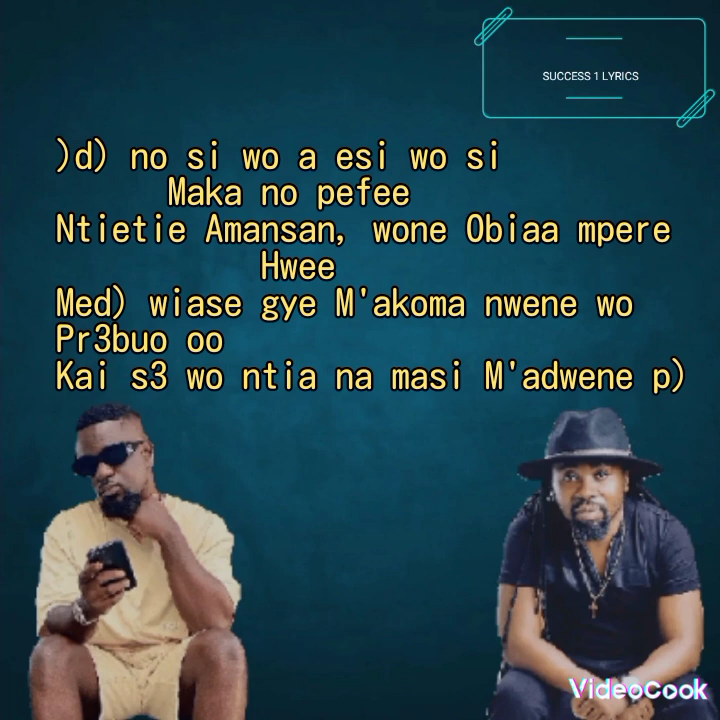 SUCCESS 1 LYRICS
)d) no si wo a esi wo si
Maka no pefee
Ntietie Amansan, wone Obiaa mpere
Hwee
Med) wiase gye M'akoma nwene wo
Pr3buo oo
Kai s3 wo ntia na masi M'adwene p)
VideoCook